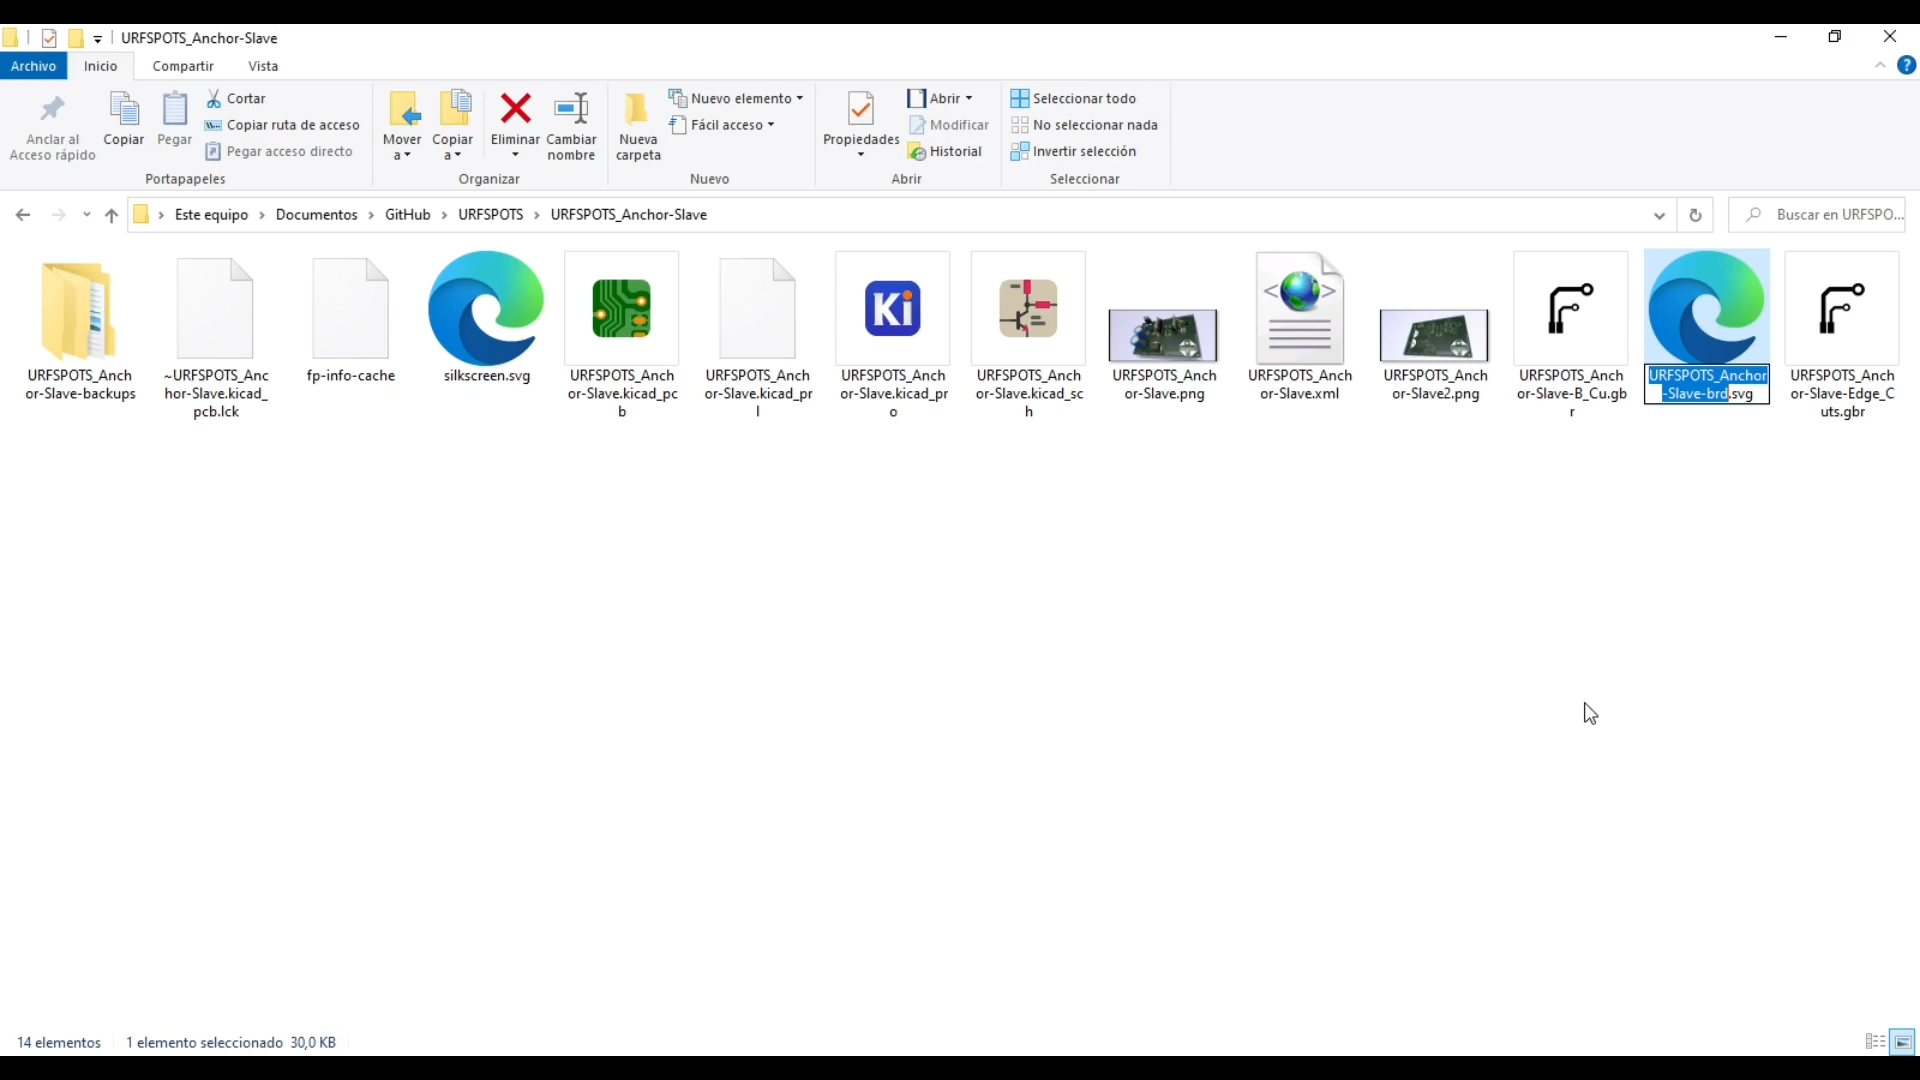 URFSPOTS_Anchor-Slave
Archivo
Inicio
Compartir
Vista
?
Anclar al
Acceso rápido
Copiar
Pegar
Cortar
Copiar ruta de acceso
Pegar acceso directo
Portapapeles
Mover
a
Copiar
a
Eliminar
Cambiar
nombre
Organizar
Nueva
carpeta
Nuevo elemento
Fácil acceso
Nuevo
Propiedades
Abrir
Modificar
Historial
Abrir
Seleccionar todo
No seleccionar nada
Invertir selección
Seleccionar
Este equipo
Documentos
GitHub
URFSPOTS
URFSPOTS_Anchor-Slave
Buscar en URFSPO...
URFSPOTS_Anch
or-Slave-backups
~URFSPOTS_Anc
hor-Slave.kicad_
pcb.lck
fp-info-cache
silkscreen.svg
URFSPOTS_Anch
or-Slave.kicad_pc
b
URFSPOTS_Anch
or-Slave.kicad_pr
l
Ki
URFSPOTS_Anch
or-Slave.kicad_pr
o
URFSPOTS_Anch
or-Slave.kicad_sc
h
URFSPOTS_Anch
or-Slave.png
URFSPOTS_Anch
or-Slave.xml
URFSPOTS_Anch
or-Slave2.png
URFSPOTS_Anch
or-Slave-B_Cu.gb
r
URFSPOTS_Anchor
-Slave-brd.svg
URFSPOTS_Anch
or-Slave-Edge_C
uts.gbr
14 elementos
1 elemento seleccionado 30,0 KB